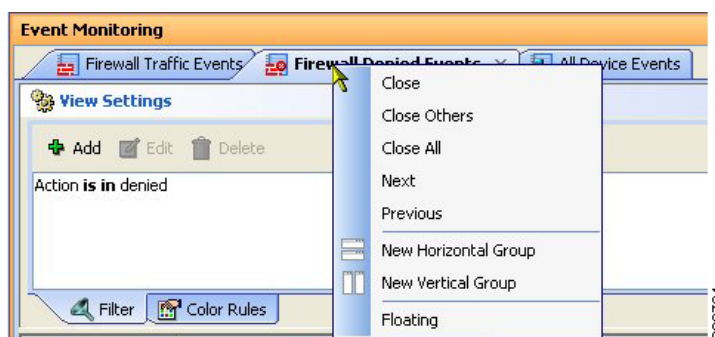 Event Monitoring
Firewall Traffic Events
Firewall Denied Events
All Device Events
View Settings
Close
Close Others
Close All
Next
Previous
New Horizontal Group
New Vertical Group
Floating
Add
Edit
Delete
Action is in denied
Filter
Color Rules